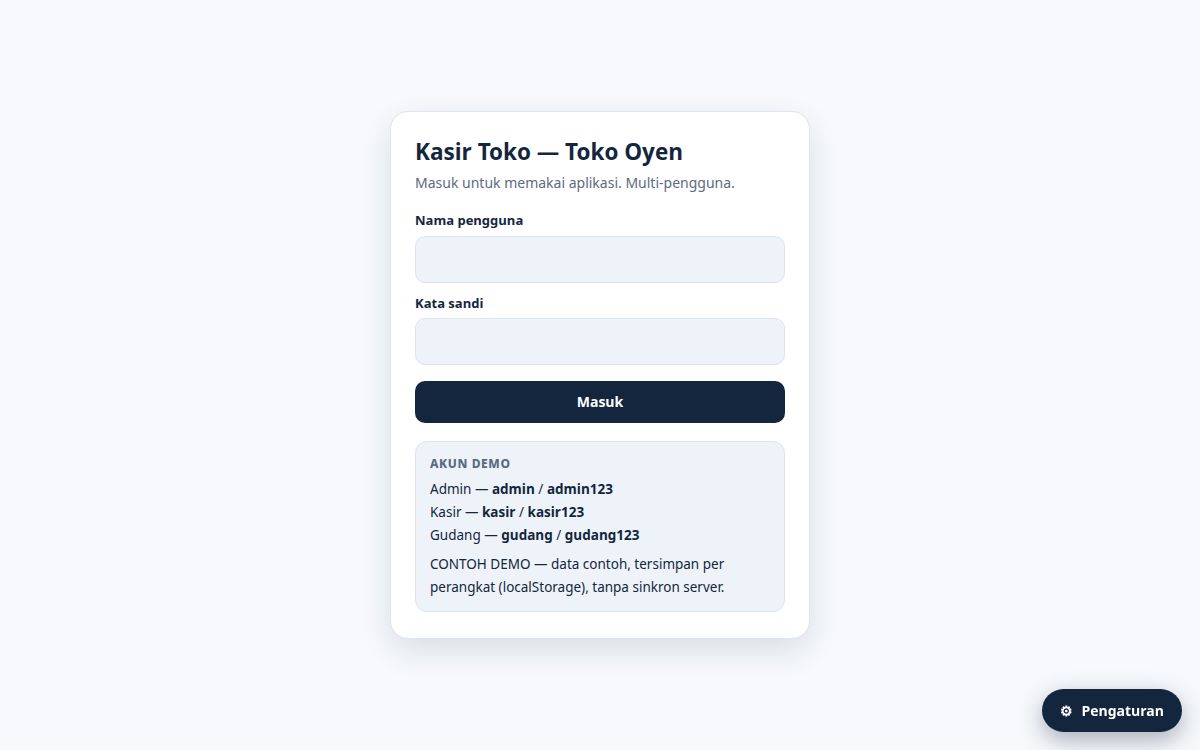 Kasir Toko — Toko Oyen
Masuk untuk memakai aplikasi. Multi-pengguna.
Nama pengguna
Kata sandi
Masuk
AKUN DEMO
Admin — admin / admin123
Kasir — kasir / kasir123
Gudang — gudang / gudang123
CONTOH DEMO — data contoh, tersimpan per
perangkat (localStorage), tanpa sinkron server.
⚙ Pengaturan